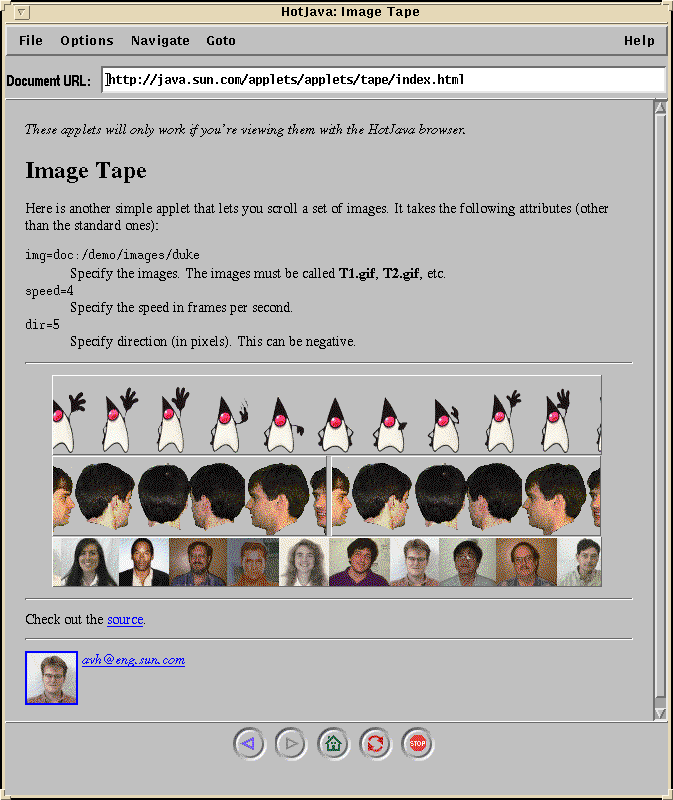 HotJava: Image Tape
File Options Navigate Goto Help
Document URL: http://java.sun.com/applets/applets/tape/index.html
These applets will only work if you're viewing them with the HotJava browser.
Image Tape
Here is another simple applet that lets you scroll a set of images. It takes the following attributes (other
than the standard ones):
img=doc:/demo/images/duke
Specify the images. The images must be called T1.gif, T2.gif, etc.
speed=4
Specify the speed in frames per second.
dir=5
Specify direction (in pixels). This can be negative.
Check out the source.
avh@eng.sun.com
STOP